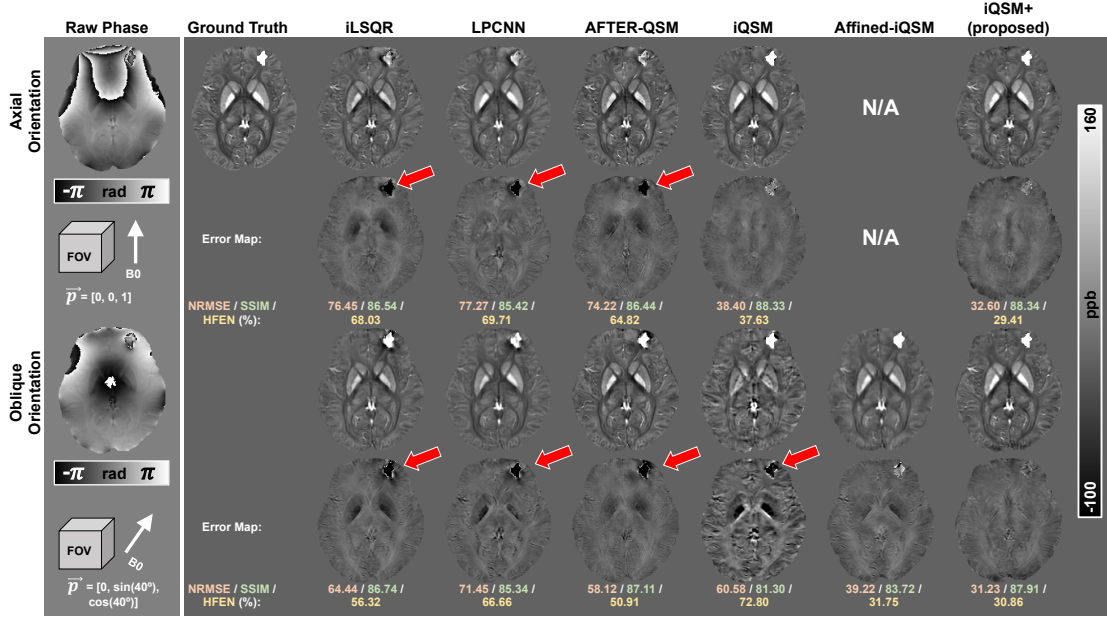 Raw Phase
Ground Truth
iLSQR
LPCNN
AFTER-QSM
iQSM
Affined-iQSM
iQSM+
(proposed)
Axial
Orientation
N/A
-π rad π
FOV
B0
p = [0, 0, 1]
Error Map:
N/A
NRMSE / SSIM /
HFEN (%):
76.45 / 86.54 /
68.03
77.27 / 85.42 /
69.71
74.22 / 86.44 /
64.82
38.40 / 88.33 /
37.63
32.60 / 88.34 /
29.41
Oblique
Orientation
-π rad π
FOV
B0
p = [0, sin(40º),
cos(40º)]
Error Map:
NRMSE / SSIM /
HFEN (%):
64.44 / 86.74 /
56.32
71.45 / 85.34 /
66.66
58.12 / 87.11 /
50.91
60.58 / 81.30 /
72.80
39.22 / 83.72 /
31.75
31.23 / 87.91 /
30.86
160
ppb
-100